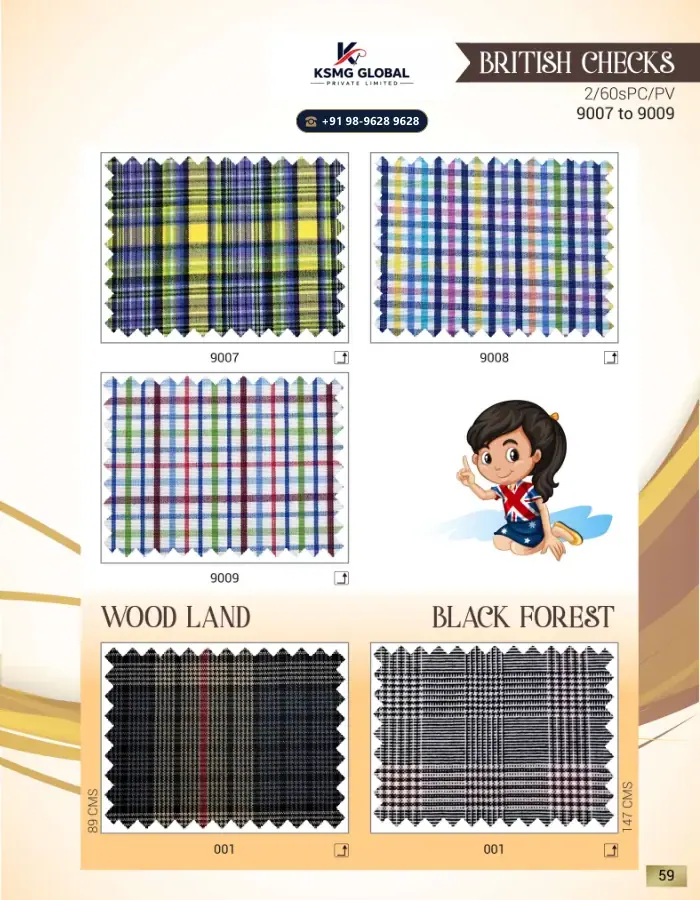 KSMG GLOBAL
PRIVATE LIMITED
+91 98-9628 9628
BRITISH CHECKS
2/60sPC/PV
9007 to 9009
9007
9008
9009
WOOD LAND
BLACK FOREST
89 CMS
147 CMS
001
001
59